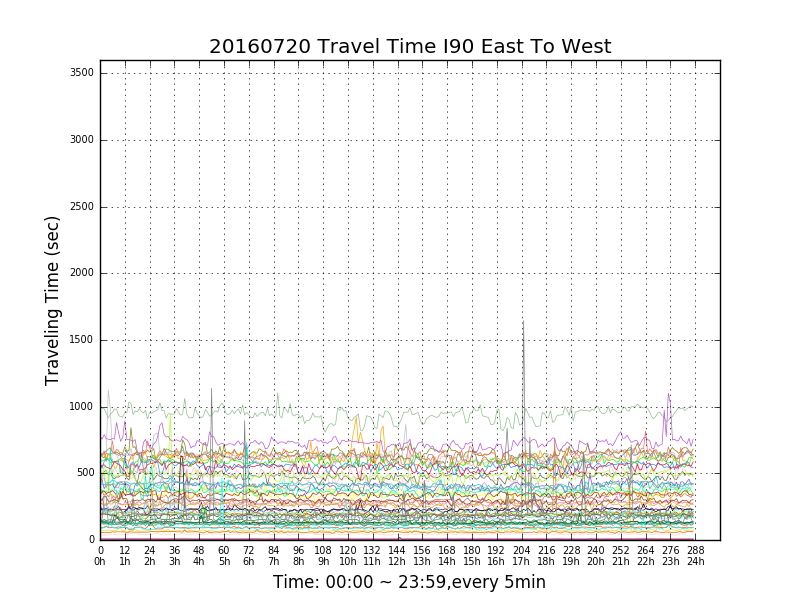 20160720 Travel Time I90 East To West
Traveling Time (sec)
3500
3000
2500
2000
1500
1000
500
0
0 12 24 36 48 60 72 84 96 108 120 132 144 156 168 180 192 204 216 228 240 252 264 276 288
0h 1h 2h 3h 4h 5h 6h 7h 8h 9h 10h 11h 12h 13h 14h 15h 16h 17h 18h 19h 20h 21h 22h 23h 24h
Time: 00:00 ~ 23:59,every 5min